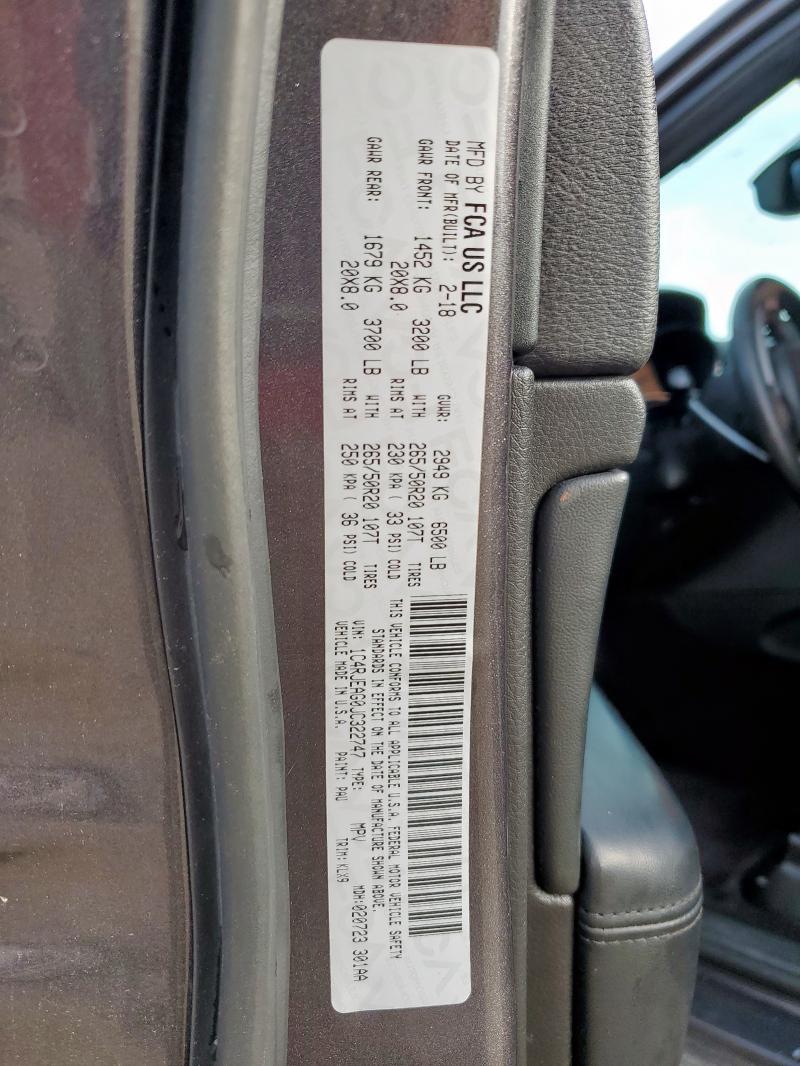 MFD BY FCA US LLC
DATE OF MFR(BUILT): 2-18 GVWR: 2949 KG 6500 LB
GAWR FRONT: 1452 KG 3200 LB WITH 265/50R20 107T TIRES
20X8.0 RIMS AT 230 KPA ( 33 PSI) COLD
GAWR REAR: 1679 KG 3700 LB WITH 265/50R20 107T TIRES
20X8.0 RIMS AT 250 KPA ( 36 PSI) COLD
THIS VEHICLE CONFORMS TO ALL APPLICABLE U.S.A. FEDERAL MOTOR VEHICLE SAFETY
STANDARDS IN EFFECT ON THE DATE OF MANUFACTURE SHOWN ABOVE.
VIN: 1C4RJEAG0JC322747 TYPE: MPV MDH:020723 301AA
VEHICLE MADE IN U.S.A. PAINT: PAU TRIM:KLX9